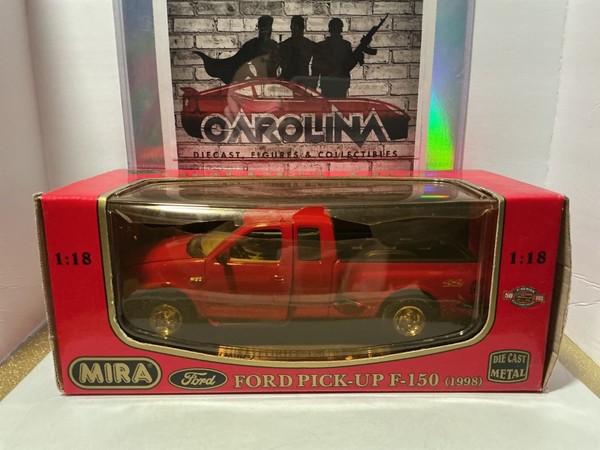 CAROLINA
DIECAST, FIGURES & COLLECTIBLES
1:18
1:18
MIRA
Ford
FORD PICK-UP F-150 (1998)
DIE CAST
METAL